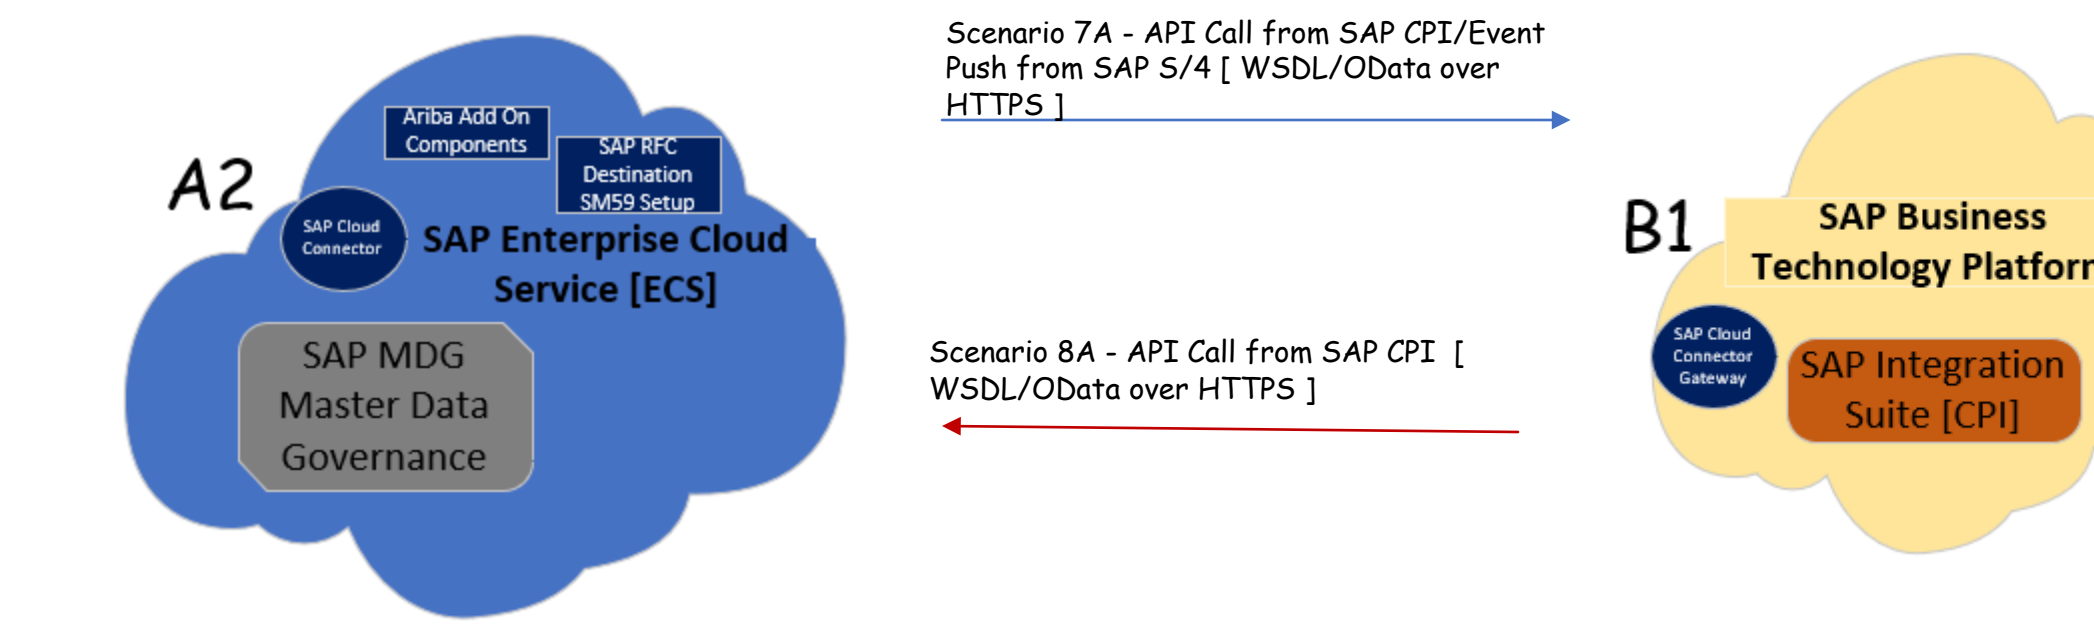 Scenario 7A - API Call from SAP CPI/Event
Push from SAP S/4 [ WSDL/OData over
HTTPS ]
Ariba Add On
Components
SAP RFC
Destination
SM59 Setup
A2
SAP Cloud
Connector
SAP Enterprise Cloud
Service [ECS]
SAP MDG
Master Data
Governance
Scenario 8A - API Call from SAP CPI [
WSDL/OData over HTTPS ]
B1
SAP Business
Technology Platform
SAP Cloud
Connector
Gateway
SAP Integration
Suite [CPI]